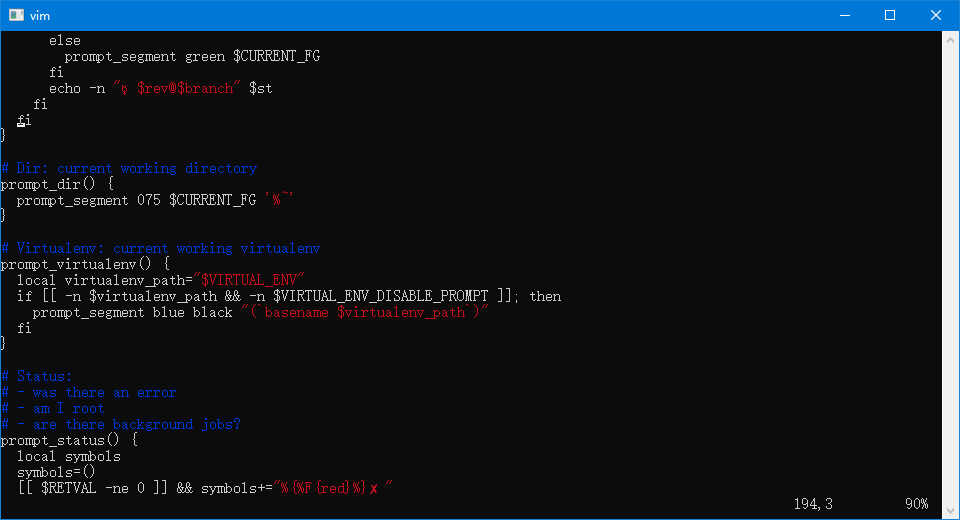 vim
      else
        prompt_segment green $CURRENT_FG
      fi
      echo -n "☿ $rev@$branch" $st
    fi
  fi
}

# Dir: current working directory
prompt_dir() {
  prompt_segment 075 $CURRENT_FG '%~'
}

# Virtualenv: current working virtualenv
prompt_virtualenv() {
  local virtualenv_path="$VIRTUAL_ENV"
  if [[ -n $virtualenv_path && -n $VIRTUAL_ENV_DISABLE_PROMPT ]]; then
    prompt_segment blue black "(`basename $virtualenv_path`)"
  fi
}

# Status:
# - was there an error
# - am I root
# - are there background jobs?
prompt_status() {
  local symbols
  symbols=()
  [[ $RETVAL -ne 0 ]] && symbols+="%{%F{red}%}✘ "
194,3 90%